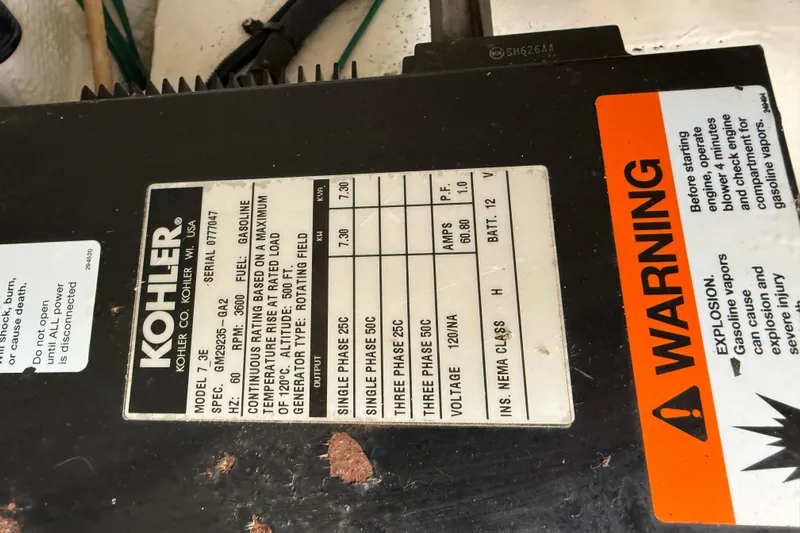 SH626AA
KOHLER®
KOHLER CO. KOHLER WI. USA
MODEL 7 3E SERIAL 0777047
SPEC. GM29235-GA2
HZ: 60 RPM: 3600 FUEL: GASOLINE
CONTINUOUS RATING BASED ON A MAXIMUM
TEMPERATURE RISE AT RATED LOAD
OF 120°C. ALTITUDE: 500 FT.
GENERATOR TYPE: ROTATING FIELD
OUTPUT KW KVA
SINGLE PHASE 25C 7.30 7.30
SINGLE PHASE 50C
THREE PHASE 25C
THREE PHASE 50C
VOLTAGE 120/NA AMPS 60.80 P.F. 1.0
INS. NEMA CLASS H BATT. 12 V
shock, burn,
or cause death.
Do not open
until ALL power
is disconnected
294520
WARNING
EXPLOSION.
Gasoline vapors
can cause
explosion and
severe injury
Before starting
engine, operate
blower 4 minutes
and check engine
compartment for
gasoline vapors.